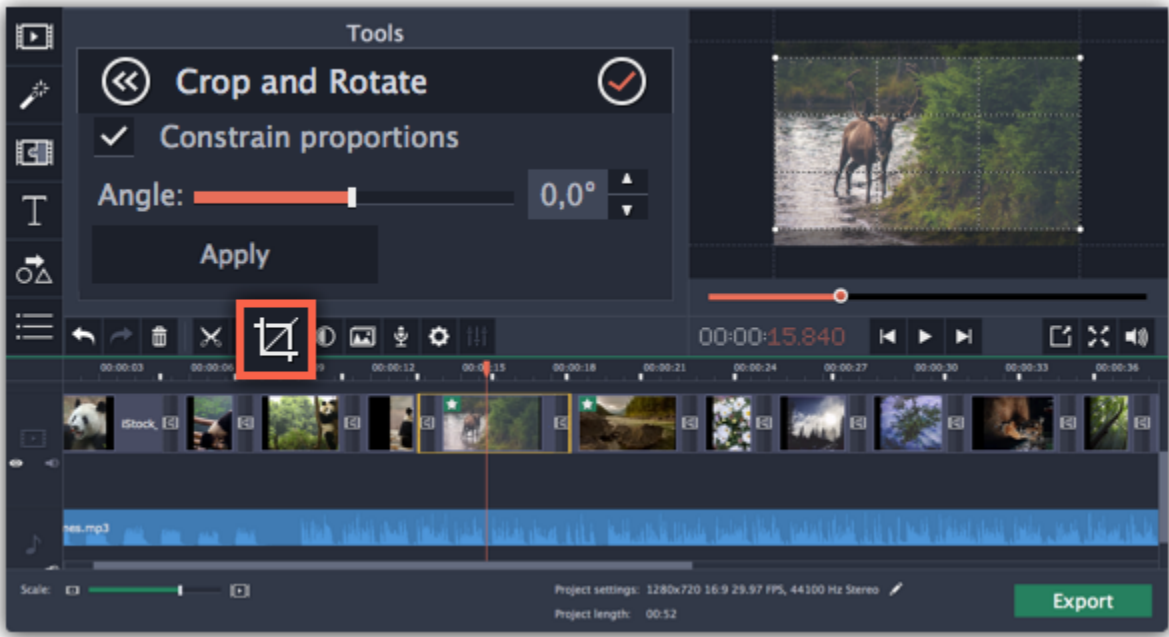 Tools
Crop and Rotate
Constrain proportions
Angle: 0,0°
Apply
T
00:00:15.840
00:00:03 00:00:06 09 00:00:12 00:00:15 00:00:18 00:00:21 00:00:24 00:00:27 00:00:30 00:00:33 00:00:36
iStock_
nes.mp3
Scale:
Project settings: 1280x720 16:9 29.97 FPS, 44100 Hz Stereo
Project length: 00:52
Export